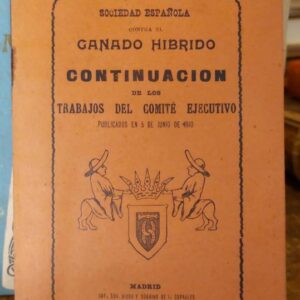 SOCIEDAD ESPAÑOLA
CONTRA EL
GANADO HIBRIDO
CONTINUACION
DE LOS
TRABAJOS DEL COMITÉ EJECUTIVO
PUBLICADOS EN 5 DE JUNIO DE 1910
MADRID